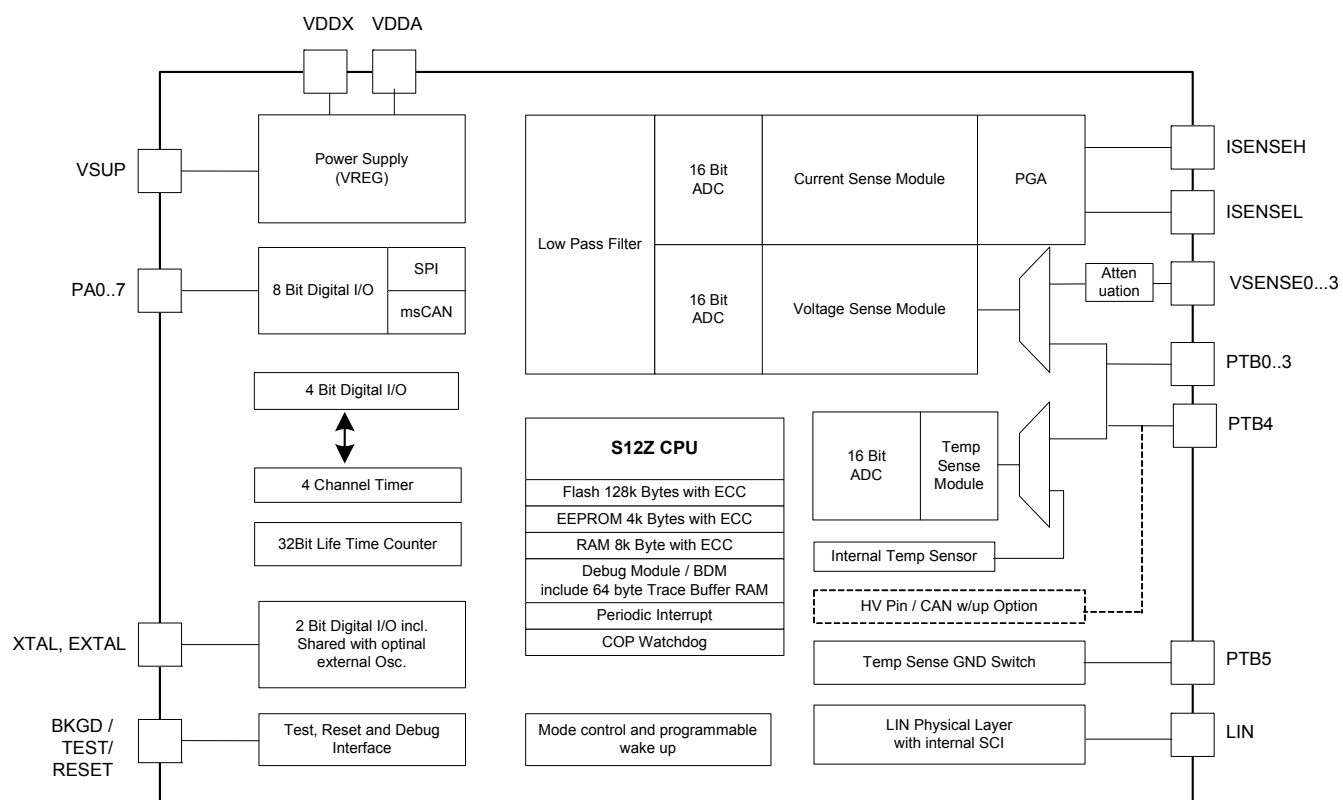 VDDX VDDA
VSUP
Power Supply
(VREG)
PA0..7
8 Bit Digital I/O
SPI
msCAN
4 Bit Digital I/O
4 Channel Timer
32Bit Life Time Counter
XTAL, EXTAL
2 Bit Digital I/O incl.
Shared with optinal
external Osc.
BKGD /
TEST/
RESET
Test, Reset and Debug
Interface
Low Pass Filter
16 Bit
ADC
Current Sense Module
PGA
16 Bit
ADC
Voltage Sense Module
S12Z CPU
Flash 128k Bytes with ECC
EEPROM 4k Bytes with ECC
RAM 8k Byte with ECC
Debug Module / BDM
include 64 byte Trace Buffer RAM
Periodic Interrupt
COP Watchdog
Mode control and programmable
wake up
16 Bit
ADC
Temp
Sense
Module
Internal Temp Sensor
HV Pin / CAN w/up Option
Temp Sense GND Switch
LIN Physical Layer
with internal SCI
Atten
uation
ISENSEH
ISENSEL
VSENSE0...3
PTB0..3
PTB4
PTB5
LIN